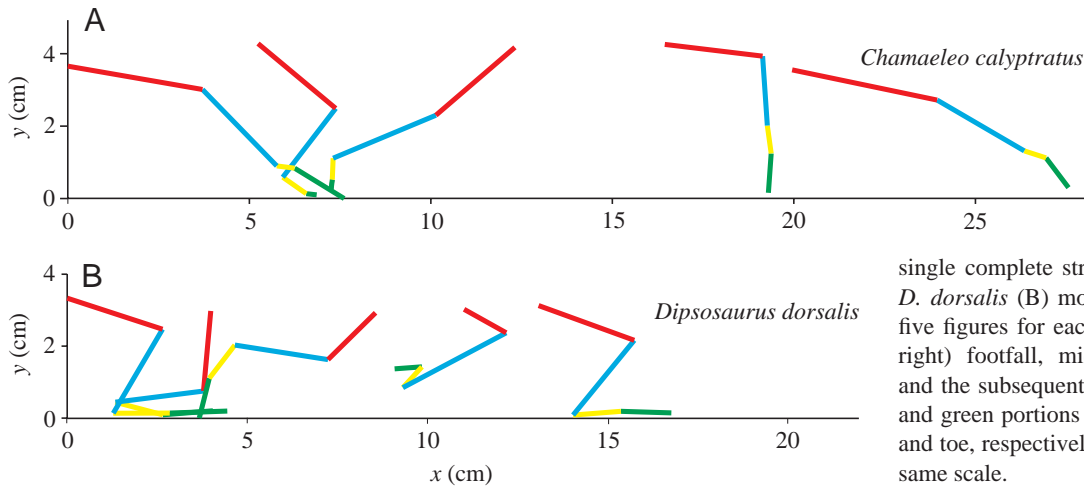 A
4
2
0
y (cm)
Chamaeleo calyptratus
0 5 10 15 20 25
B
4
2
0
y (cm)
Dipsosaurus dorsalis
0 5 10 15 20
x (cm)
single complete str
D. dorsalis (B) mo
five figures for eac
right) footfall, mi
and the subsequent
and green portions
and toe, respectivel
same scale.